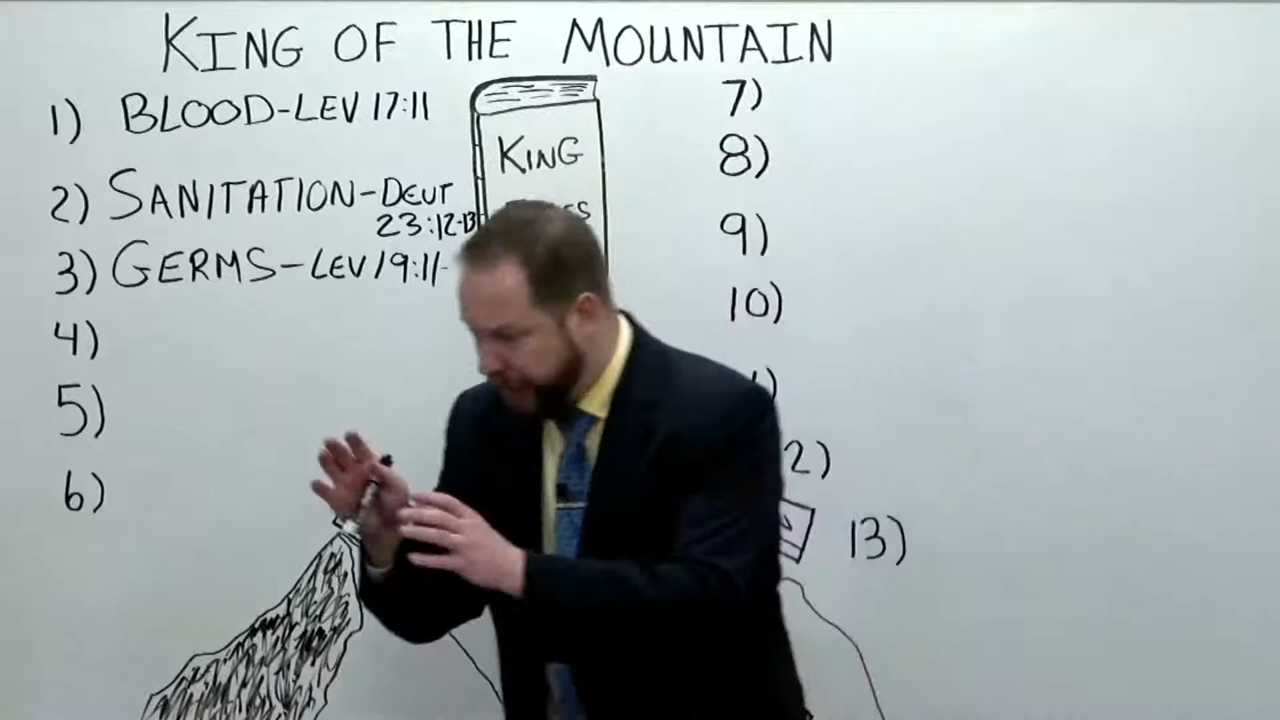 KING OF THE MOUNTAIN
1) BLOOD-LEV 17:11
2) SANITATION-DEUT
23:12-13
3) GERMS-LEV 19:11-
4)
5)
6)
KING
7)
8)
9)
10)
2)
13)